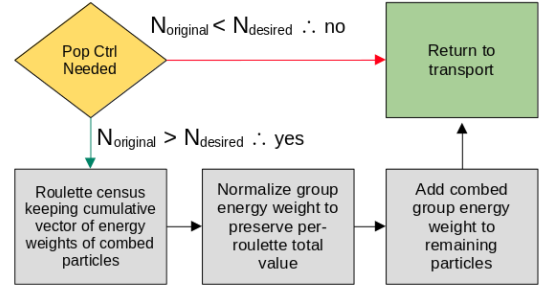 Pop Ctrl
Needed
Noriginal < Ndesired ∴ no
Return to
transport
Noriginal > Ndesired ∴ yes
Roulette census
keeping cumulative
vector of energy
weights of combed
particles
Normalize group
energy weight to
preserve per-
roulette total
value
Add combed
group energy
weight to
remaining
particles